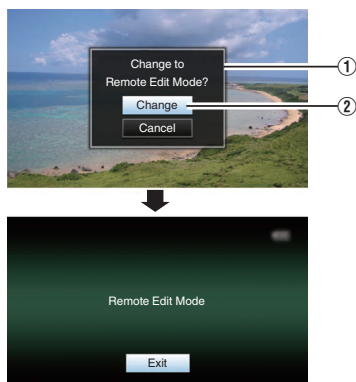 Change to
Remote Edit Mode?
Change
Cancel
①
②
Remote Edit Mode
Exit